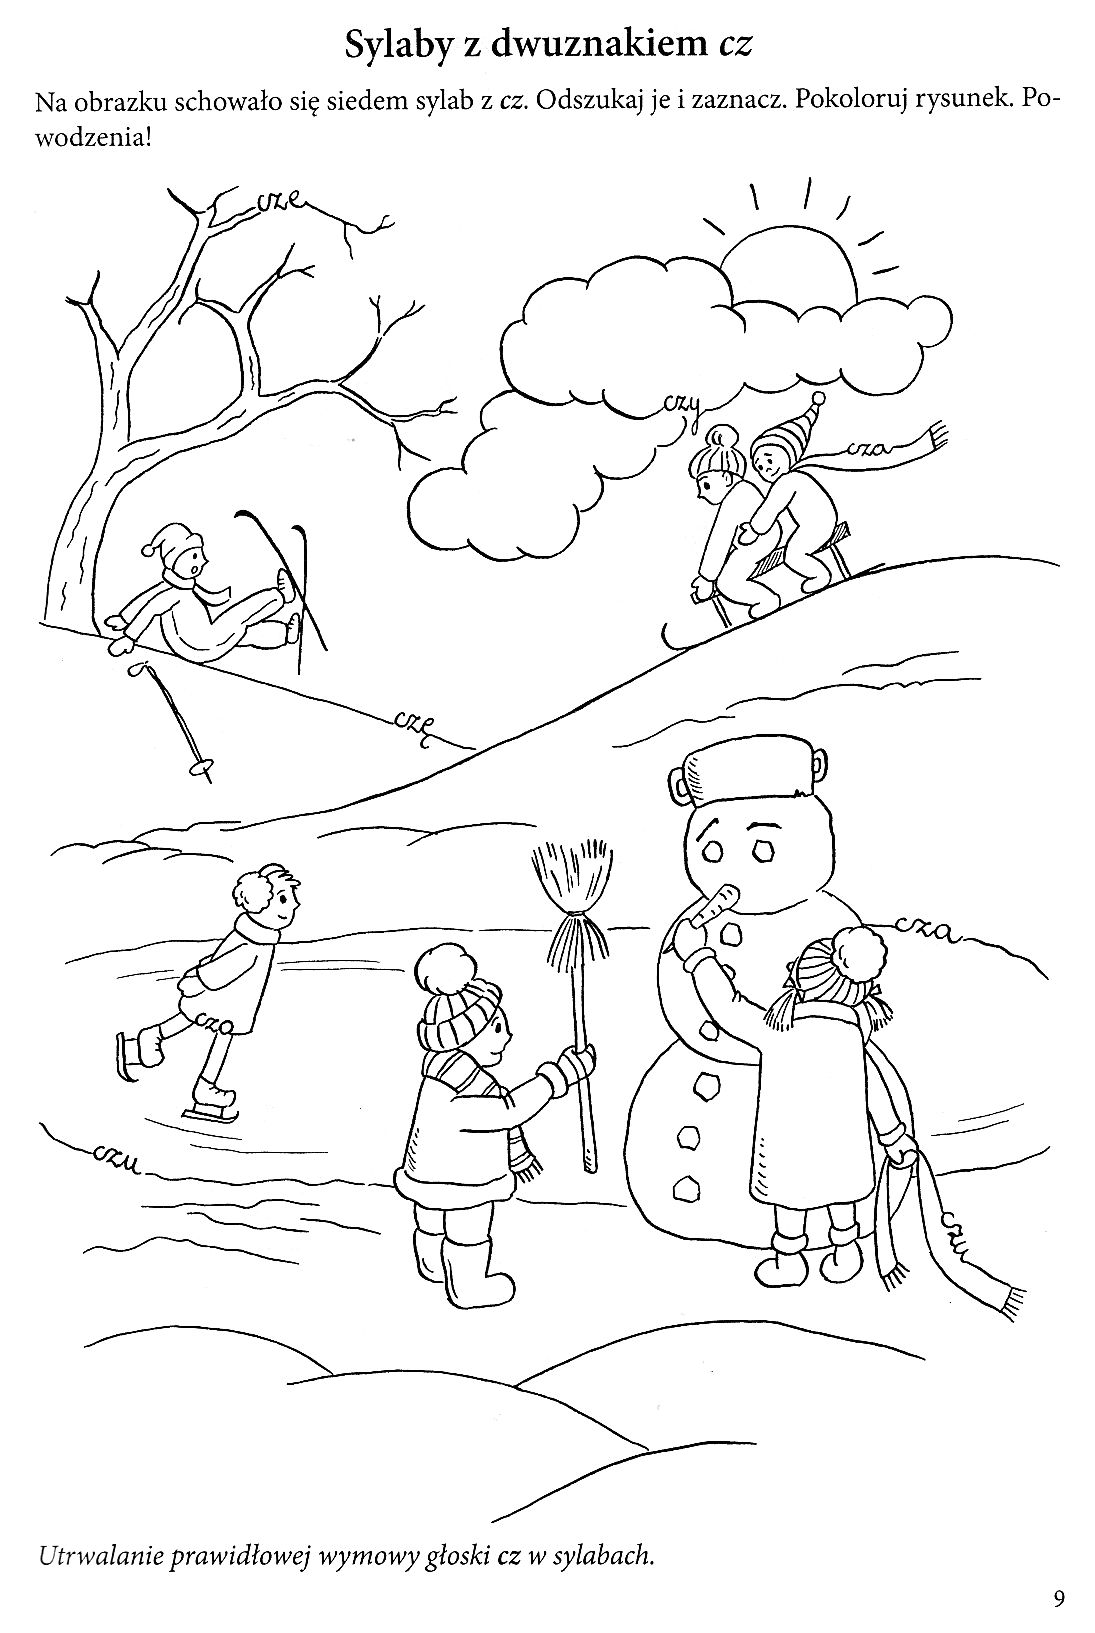 Sylaby z dwuznakiem cz
Na obrazku schowało się siedem sylab z cz. Odszukaj je i zaznacz. Pokoloruj rysunek. Po-
wodzenia!
cze
czy
cza
czę
cza
czo
czu
czu
Utrwalanie prawidłowej wymowy głoski cz w sylabach.
9